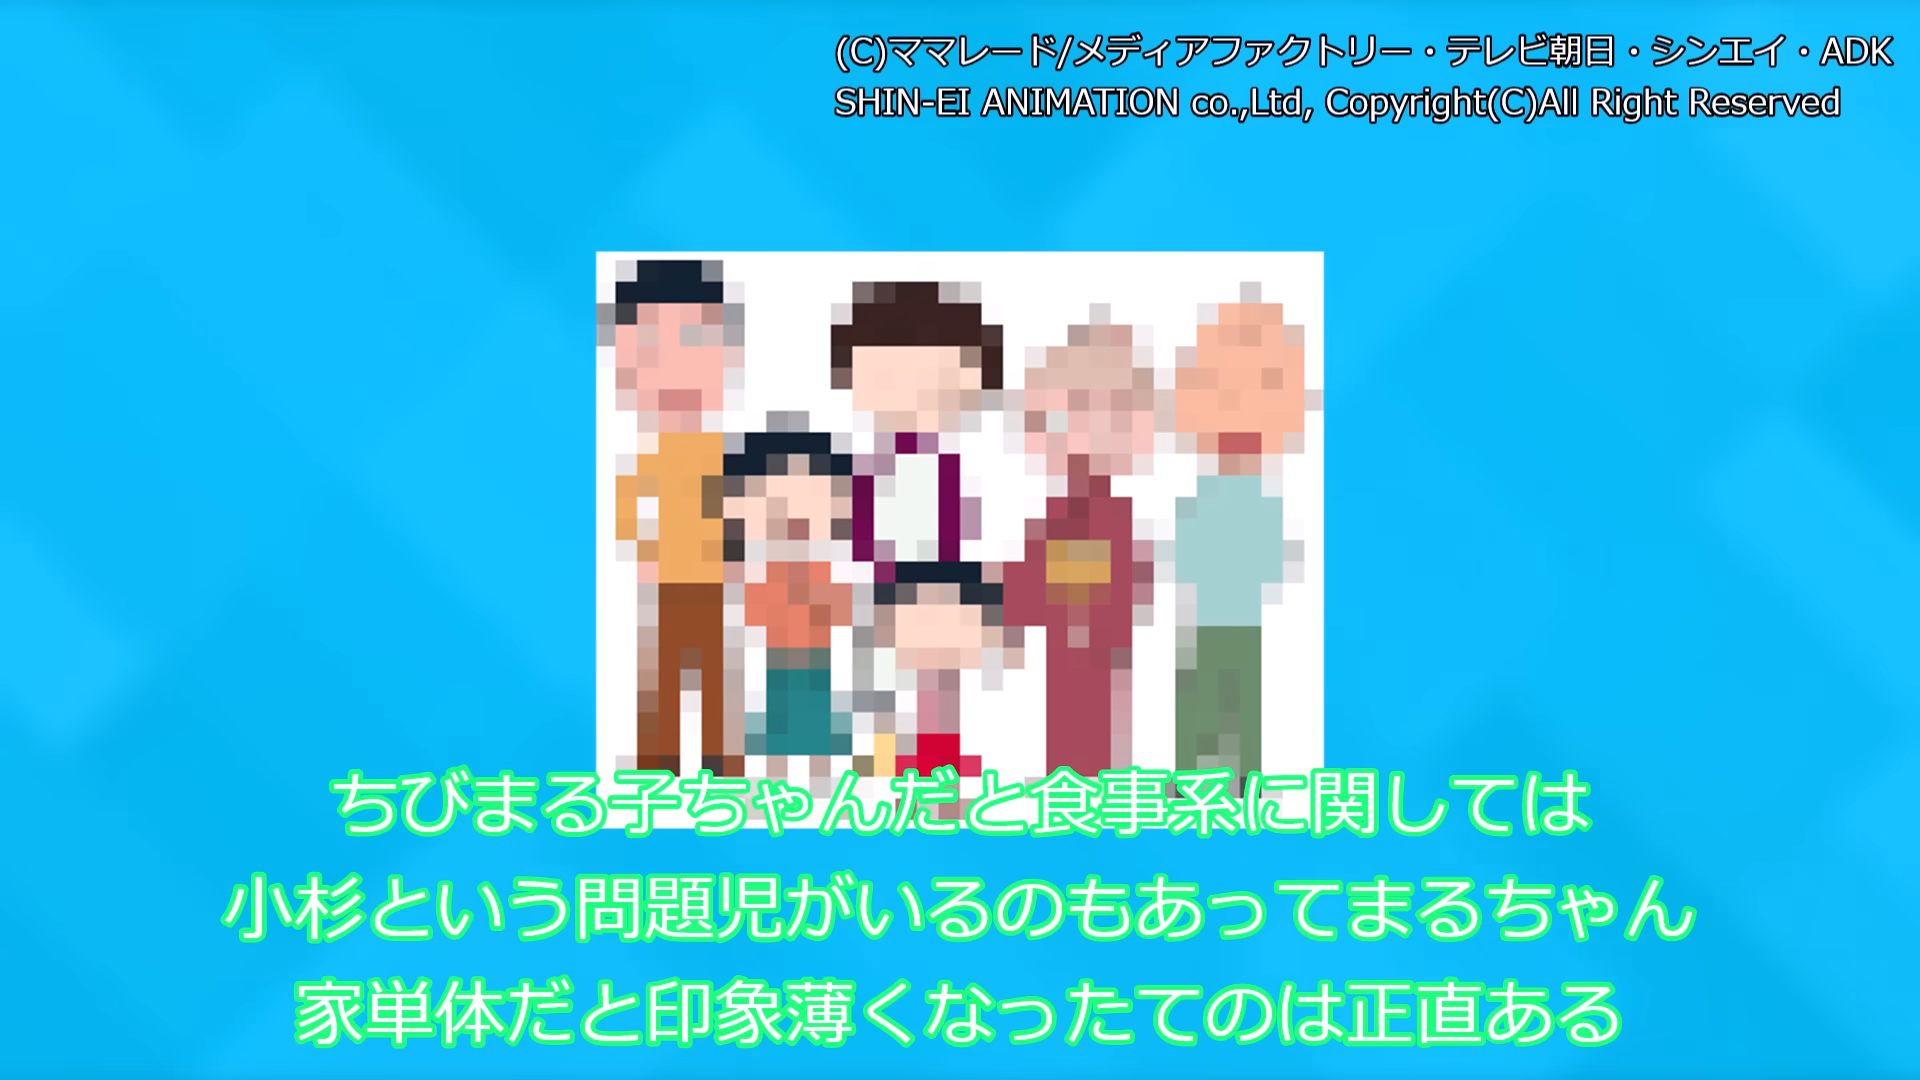 (C)ママレード/メディアファクトリー・テレビ朝日・シンエイ・ADK
SHIN-EI ANIMATION co.,Ltd, Copyright(C)All Right Reserved
ちびまる子ちゃんだと食事系に関しては
小杉という問題児がいるのもあってまるちゃん
家単体だと印象薄くなったてのは正直ある